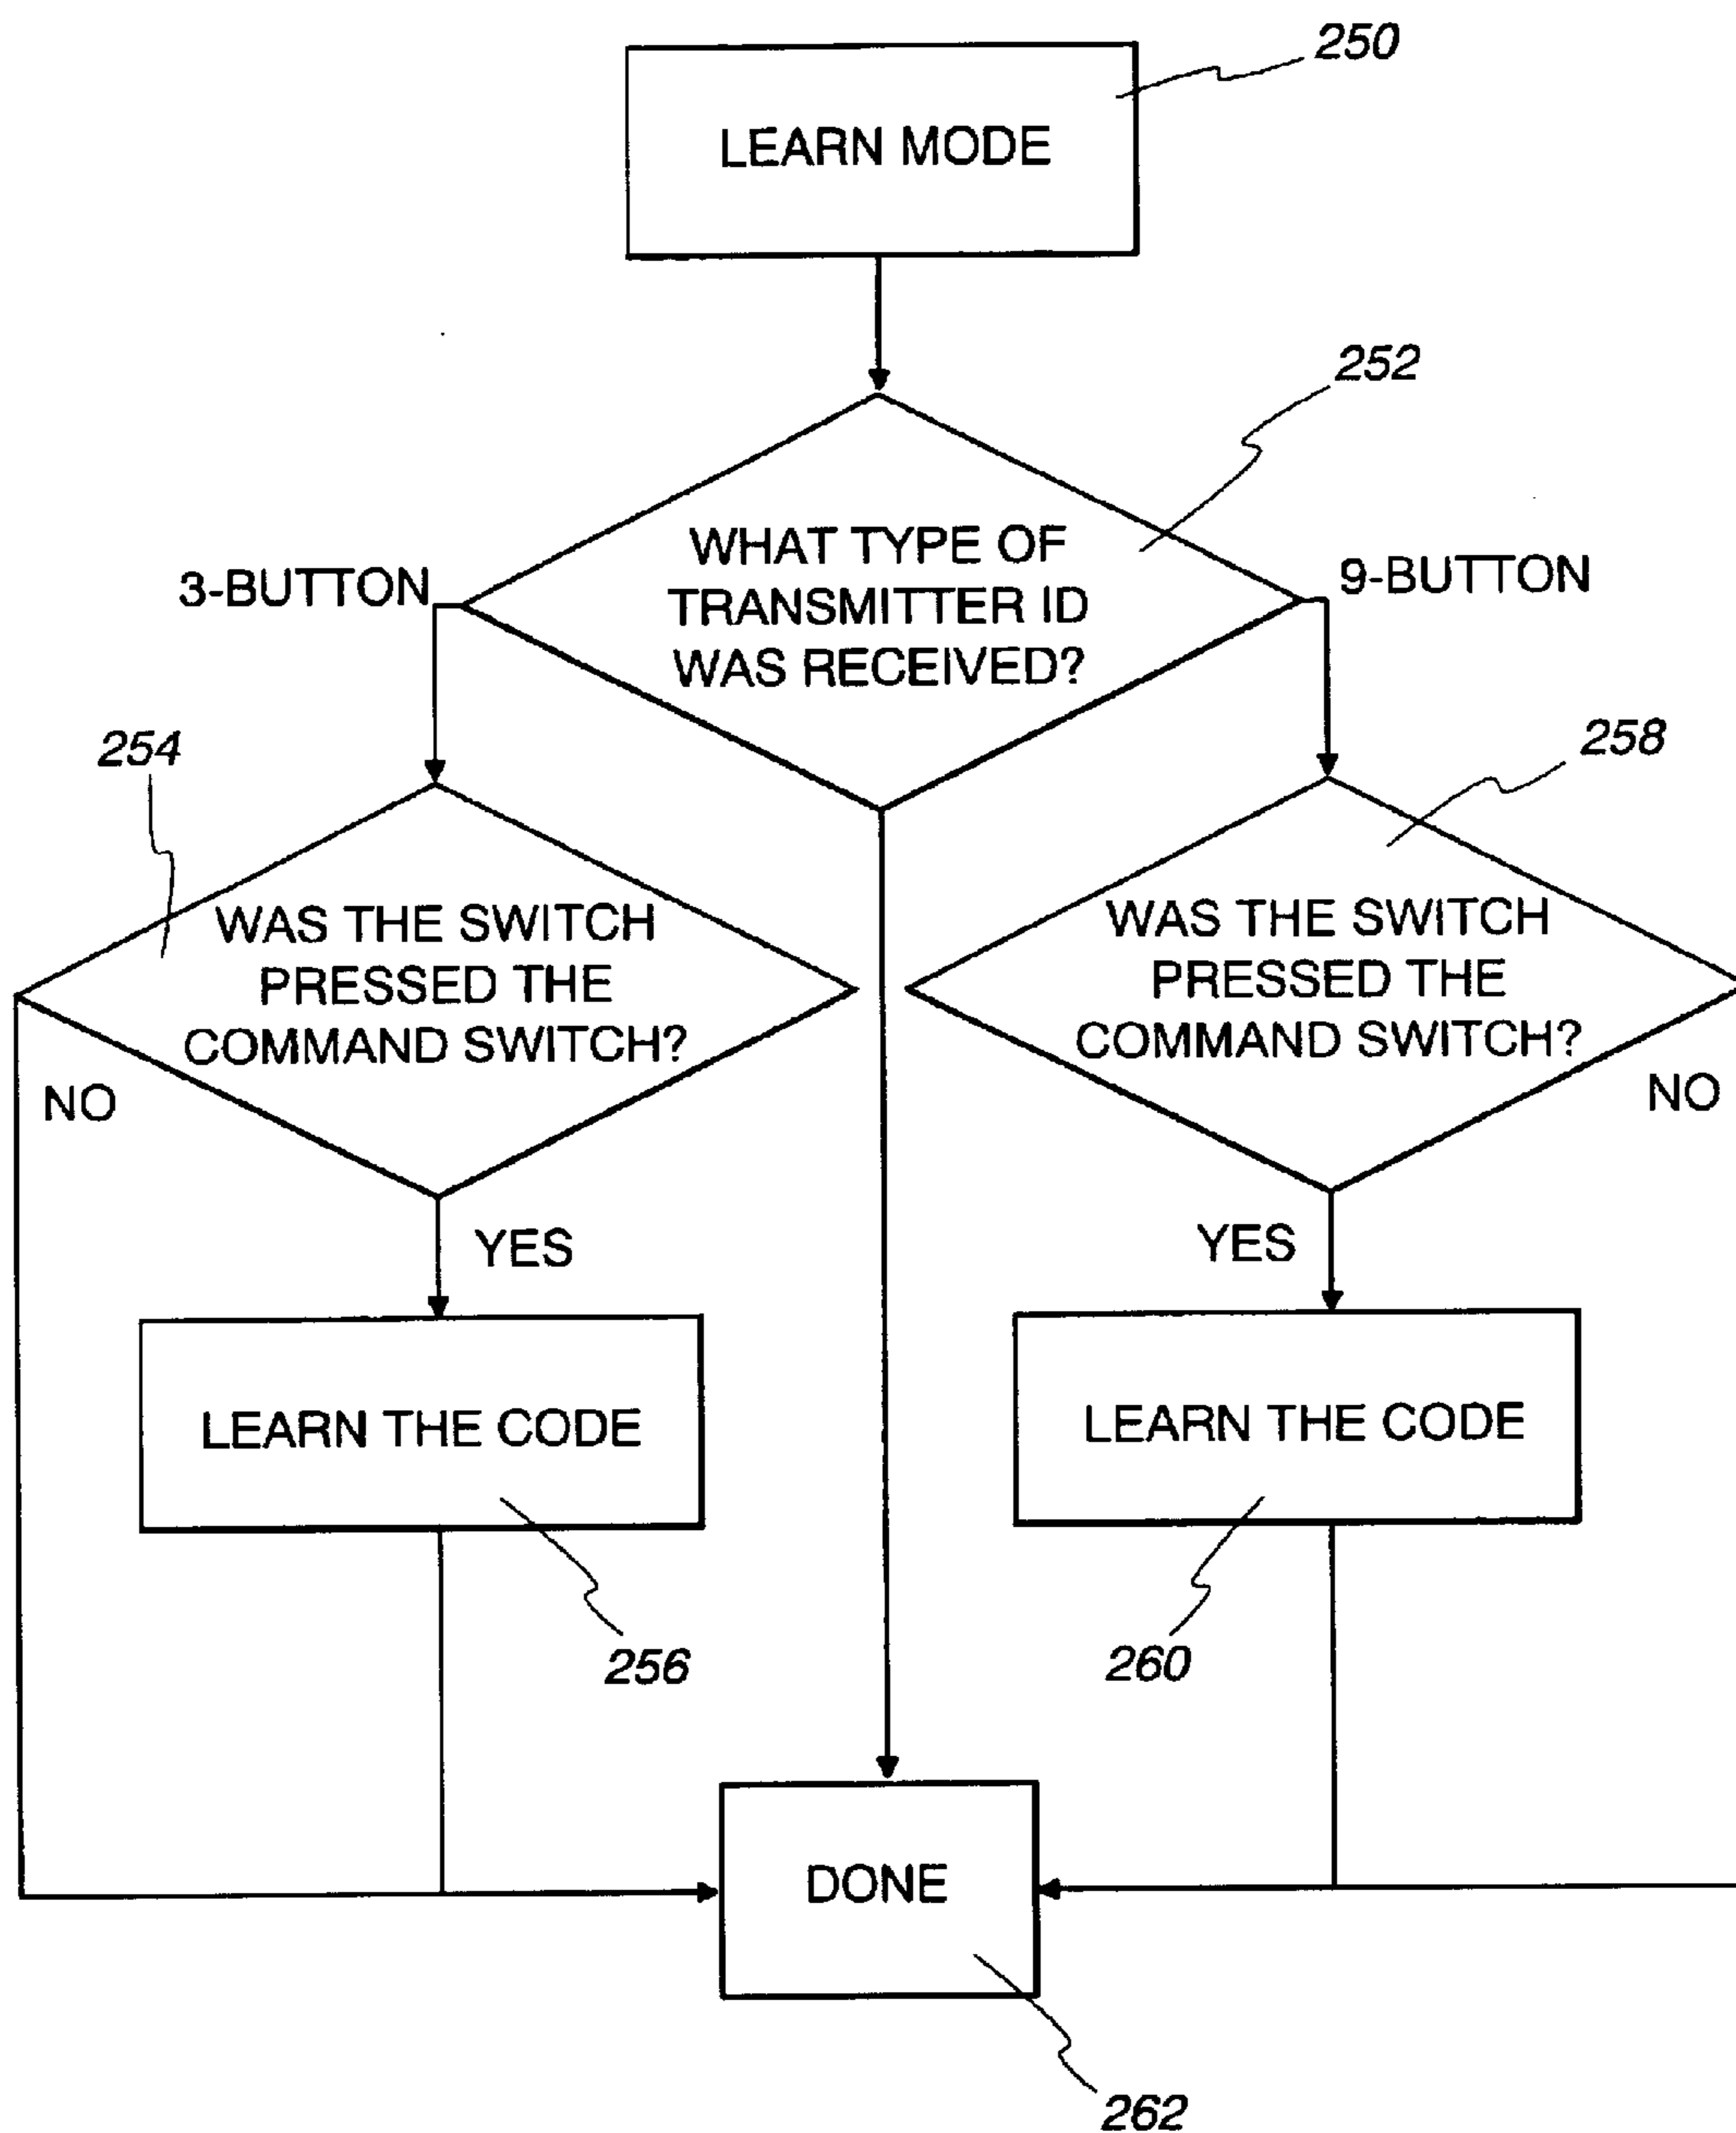 250
LEARN MODE
252
WHAT TYPE OF
TRANSMITTER ID
WAS RECEIVED?
3-BUTTON
9-BUTTON
254
258
WAS THE SWITCH
PRESSED THE
COMMAND SWITCH?
NO
YES
WAS THE SWITCH
PRESSED THE
COMMAND SWITCH?
NO
YES
LEARN THE CODE
256
LEARN THE CODE
260
DONE
262